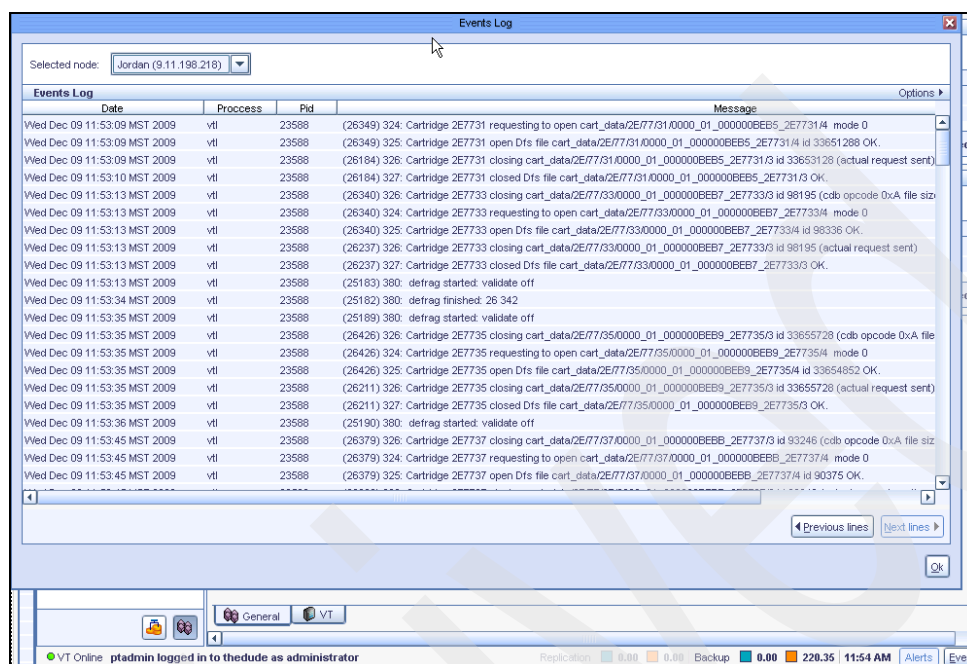 Events Log
Selected node: Jordan (9.11.198.218)
Events Log Options
Date Proccess Pid Message
Wed Dec 09 11:53:09 MST 2009 vtl 23588 (26349) 324: Cartridge 2E7731 requesting to open cart_data/2E/77/31/0000_01_000000BEB5_2E7731/4 mode 0
Wed Dec 09 11:53:09 MST 2009 vtl 23588 (26349) 325: Cartridge 2E7731 open Dfs file cart_data/2E/77/31/0000_01_000000BEB5_2E7731/4 id 33651288 OK.
Wed Dec 09 11:53:09 MST 2009 vtl 23588 (26184) 326: Cartridge 2E7731 closing cart_data/2E/77/31/0000_01_000000BEB5_2E7731/3 id 33653128 (actual request sent)
Wed Dec 09 11:53:10 MST 2009 vtl 23588 (26184) 327: Cartridge 2E7731 closed Dfs file cart_data/2E/77/31/0000_01_000000BEB5_2E7731/3 OK.
Wed Dec 09 11:53:13 MST 2009 vtl 23588 (26340) 326: Cartridge 2E7733 closing cart_data/2E/77/33/0000_01_000000BEB7_2E7733/3 id 98195 (cdb opcode 0xA file siz
Wed Dec 09 11:53:13 MST 2009 vtl 23588 (26340) 324: Cartridge 2E7733 requesting to open cart_data/2E/77/33/0000_01_000000BEB7_2E7733/4 mode 0
Wed Dec 09 11:53:13 MST 2009 vtl 23588 (26340) 325: Cartridge 2E7733 open Dfs file cart_data/2E/77/33/0000_01_000000BEB7_2E7733/4 id 98336 OK.
Wed Dec 09 11:53:13 MST 2009 vtl 23588 (26237) 326: Cartridge 2E7733 closing cart_data/2E/77/33/0000_01_000000BEB7_2E7733/3 id 98195 (actual request sent)
Wed Dec 09 11:53:13 MST 2009 vtl 23588 (26237) 327: Cartridge 2E7733 closed Dfs file cart_data/2E/77/33/0000_01_000000BEB7_2E7733/3 OK.
Wed Dec 09 11:53:13 MST 2009 vtl 23588 (25183) 380: defrag started: validate off
Wed Dec 09 11:53:34 MST 2009 vtl 23588 (25182) 380: defrag finished: 26 342
Wed Dec 09 11:53:35 MST 2009 vtl 23588 (25189) 380: defrag started: validate off
Wed Dec 09 11:53:35 MST 2009 vtl 23588 (26426) 326: Cartridge 2E7735 closing cart_data/2E/77/35/0000_01_000000BEB9_2E7735/3 id 33655728 (cdb opcode 0xA file
Wed Dec 09 11:53:35 MST 2009 vtl 23588 (26426) 324: Cartridge 2E7735 requesting to open cart_data/2E/77/35/0000_01_000000BEB9_2E7735/4 mode 0
Wed Dec 09 11:53:35 MST 2009 vtl 23588 (26426) 325: Cartridge 2E7735 open Dfs file cart_data/2E/77/35/0000_01_000000BEB9_2E7735/4 id 33654852 OK.
Wed Dec 09 11:53:35 MST 2009 vtl 23588 (26211) 326: Cartridge 2E7735 closing cart_data/2E/77/35/0000_01_000000BEB9_2E7735/3 id 33655728 (actual request sent)
Wed Dec 09 11:53:35 MST 2009 vtl 23588 (26211) 327: Cartridge 2E7735 closed Dfs file cart_data/2E/77/35/0000_01_000000BEB9_2E7735/3 OK.
Wed Dec 09 11:53:36 MST 2009 vtl 23588 (25190) 380: defrag started: validate off
Wed Dec 09 11:53:45 MST 2009 vtl 23588 (26379) 326: Cartridge 2E7737 closing cart_data/2E/77/37/0000_01_000000BEBB_2E7737/3 id 93246 (cdb opcode 0xA file siz
Wed Dec 09 11:53:45 MST 2009 vtl 23588 (26379) 324: Cartridge 2E7737 requesting to open cart_data/2E/77/37/0000_01_000000BEBB_2E7737/4 mode 0
Wed Dec 09 11:53:45 MST 2009 vtl 23588 (26379) 325: Cartridge 2E7737 open Dfs file cart_data/2E/77/37/0000_01_000000BEBB_2E7737/4 id 90375 OK.
Previous lines Next lines
Ok
General VT
VT Online ptadmin logged in to thedude as administrator Replication 0.00 0.00 Backup 0.00 220.35 11:54 AM Alerts Eve